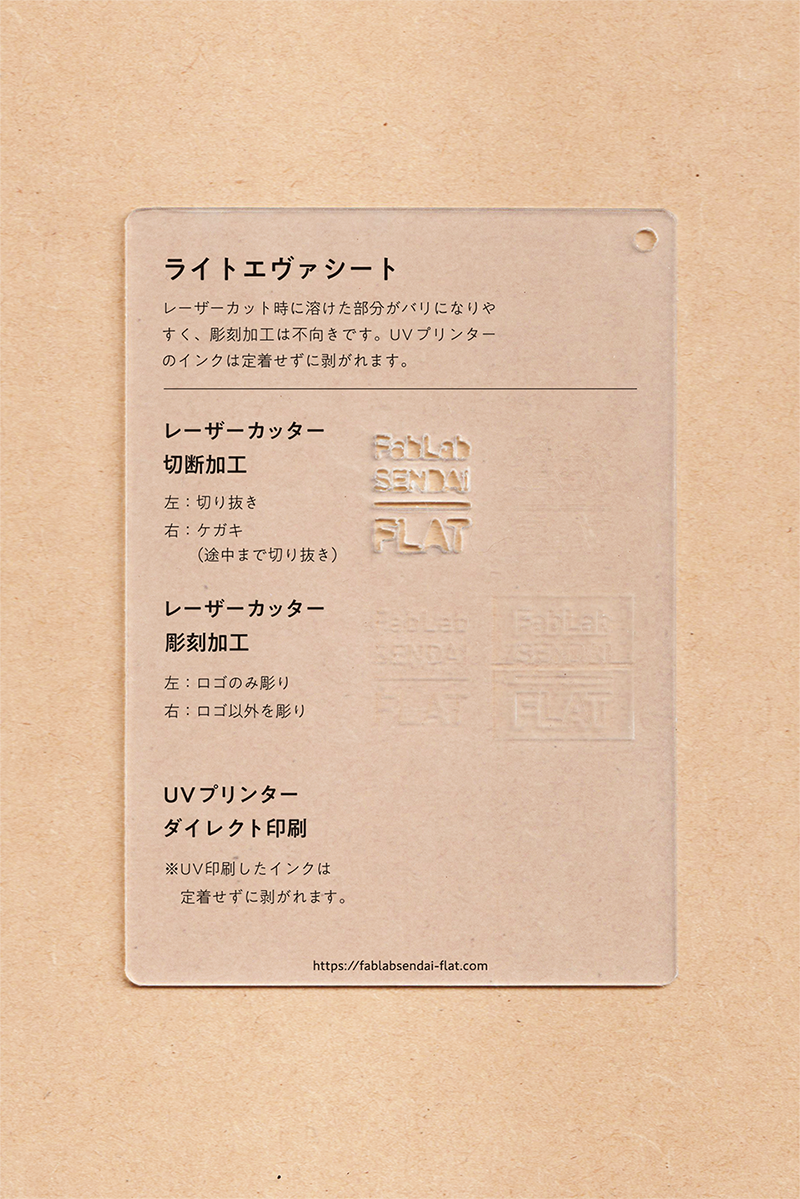 ライトエヴァシート
レーザーカット時に溶けた部分がバリになりや
すく、彫刻加工は不向きです。UVプリンター
のインクは定着せずに剥がれます。
レーザーカッター
切断加工
左：切り抜き
右：ケガキ
（途中まで切り抜き）
FabLab
SENDAI
FLAT
レーザーカッター
彫刻加工
左：ロゴのみ彫り
右：ロゴ以外を彫り
FabLab
SENDAI
FLAT
FabLab
SENDAI
FLAT
UVプリンター
ダイレクト印刷
※UV印刷したインクは
定着せずに剥がれます。
https://fablabsendai-flat.com